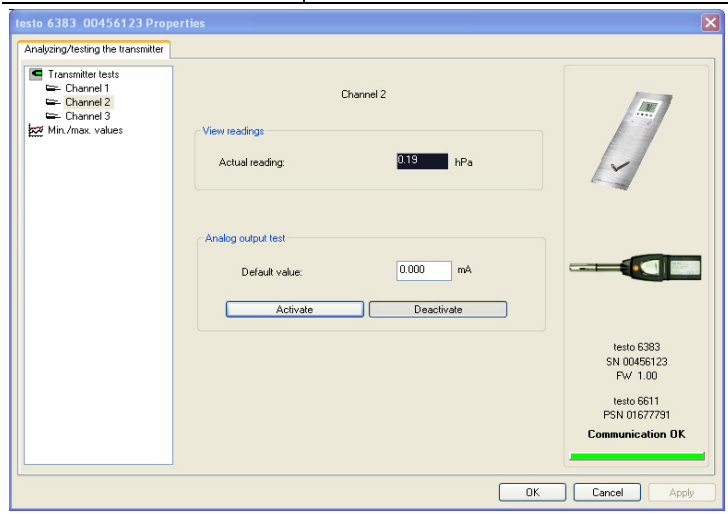 testo 6383 00456123 Properties
Analyzing/testing the transmitter
Transmitter tests
Channel 1
Channel 2
Channel 3
Min./max. values
Channel 2
View readings
Actual reading: 0.19 hPa
Analog output test
Default value: 0.000 mA
Activate Deactivate
testo 6383
SN 00456123
FW 1.00
testo 6611
PSN 01677791
Communication OK
OK Cancel Apply